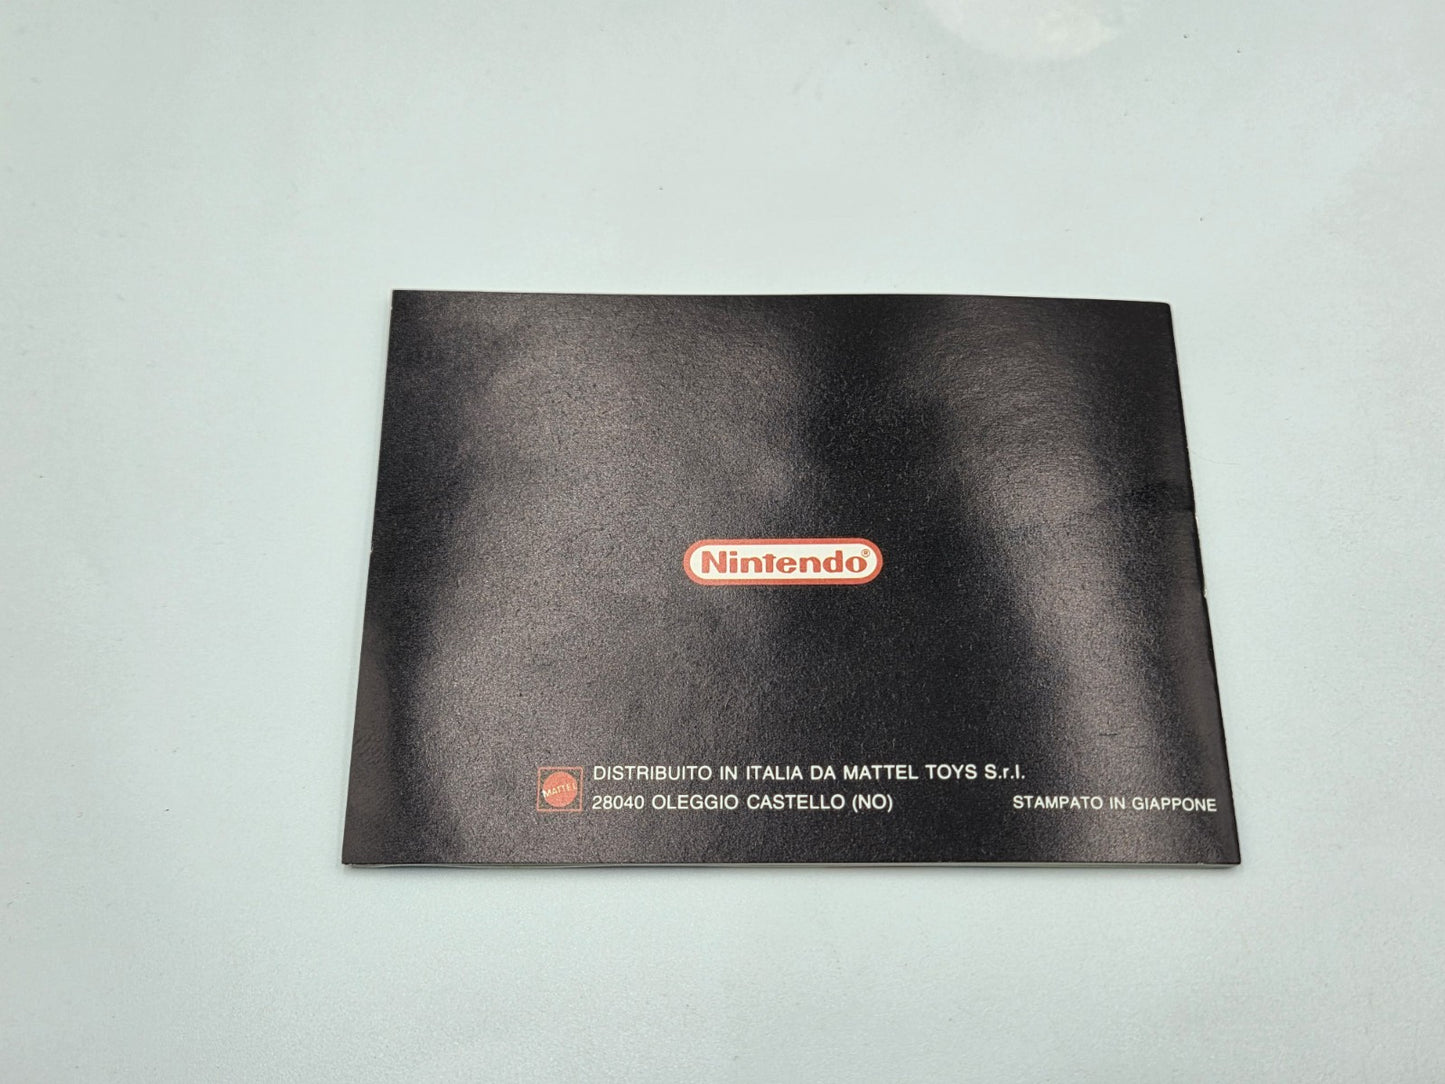 Nintendo®
MATTEL
DISTRIBUITO IN ITALIA DA MATTEL TOYS S.r.l.
28040 OLEGGIO CASTELLO (NO)
STAMPATO IN GIAPPONE